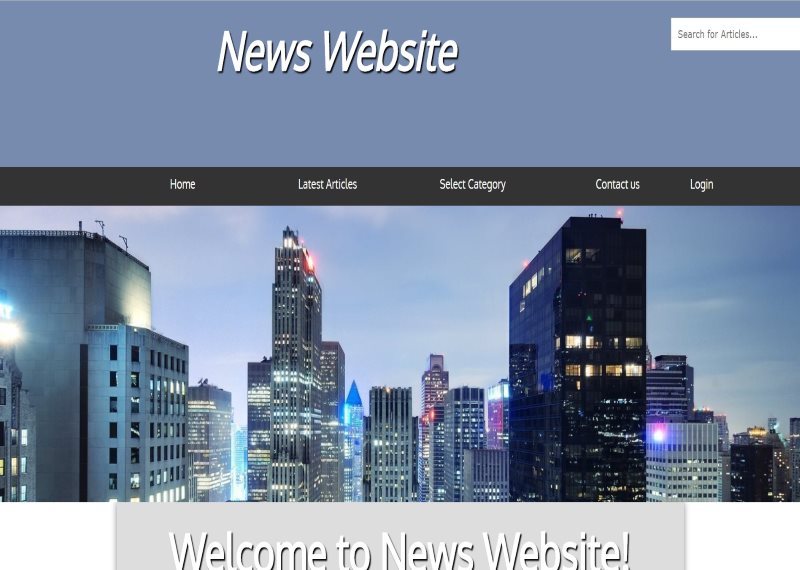 News Website
Search for Articles...
Home Latest Articles Select Category Contact us Login
Welcome to News Website!